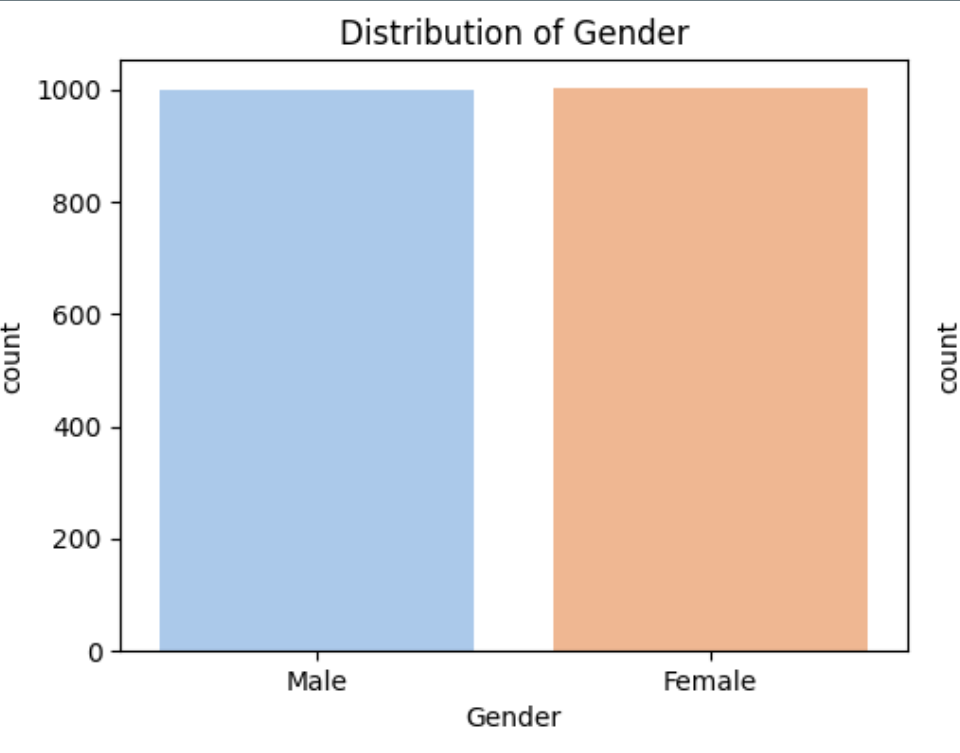 Distribution of Gender
1000
800
600
400
200
0
count
Male Female
Gender
count